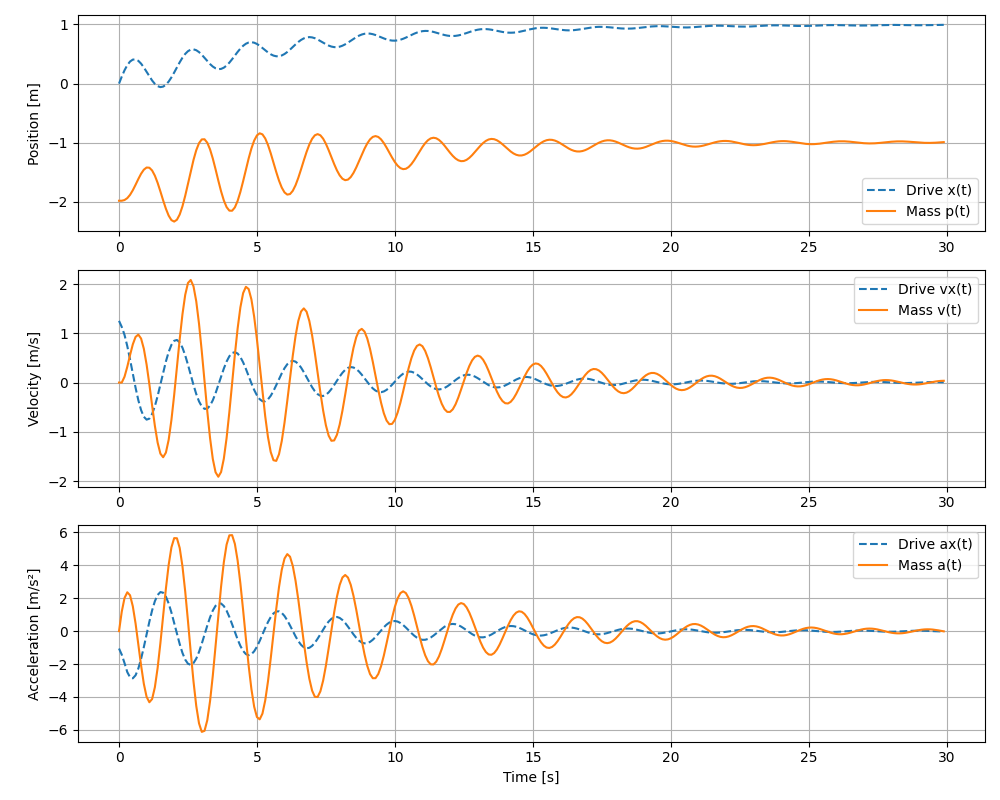 1
0
−1
−2
Position [m]
Drive x(t)
Mass p(t)
0 5 10 15 20 25 30
2
1
0
−1
−2
Velocity [m/s]
Drive vx(t)
Mass v(t)
0 5 10 15 20 25 30
6
4
2
0
−2
−4
−6
Acceleration [m/s²]
Drive ax(t)
Mass a(t)
0 5 10 15 20 25 30
Time [s]